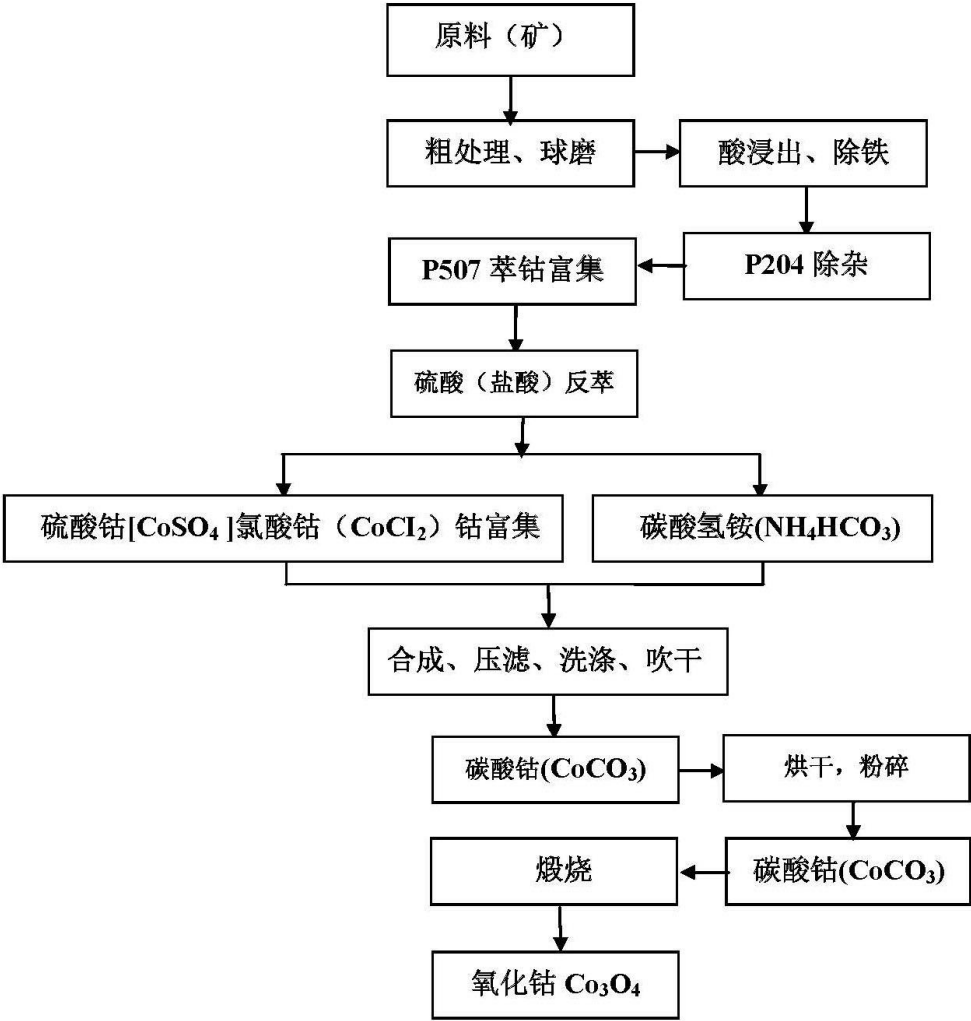 原料（矿）
粗处理、球磨
酸浸出、除铁
P204 除杂
P507 萃钴富集
硫酸（盐酸）反萃
硫酸钴[CoSO₄ ]氯酸钴（CoCI₂）钴富集
碳酸氢铵(NH4HCO₃)
合成、压滤、洗涤、吹干
碳酸钴(CoCO₃)
烘干，粉碎
碳酸钴(CoCO₃)
煅烧
氧化钴 Co₃O₄